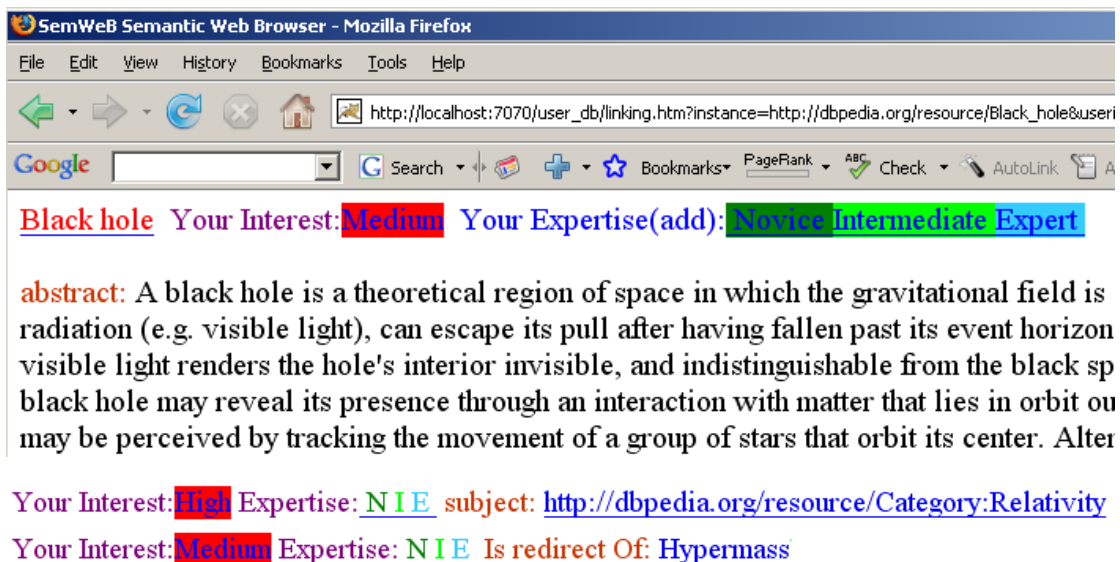 SemWeB Semantic Web Browser - Mozilla Firefox
File Edit View History Bookmarks Tools Help
http://localhost:7070/user_db/linking.htm?instance=http://dbpedia.org/resource/Black_hole&useri
Google G Search Bookmarks PageRank ABC Check AutoLink A
Black hole Your Interest:Medium Your Expertise(add): Novice Intermediate Expert
abstract: A black hole is a theoretical region of space in which the gravitational field is
radiation (e.g. visible light), can escape its pull after having fallen past its event horizon
visible light renders the hole's interior invisible, and indistinguishable from the black sp
black hole may reveal its presence through an interaction with matter that lies in orbit ou
may be perceived by tracking the movement of a group of stars that orbit its center. Alter
Your Interest:High Expertise: N I E subject: http://dbpedia.org/resource/Category:Relativity
Your Interest:Medium Expertise: N I E Is redirect Of: Hypermass